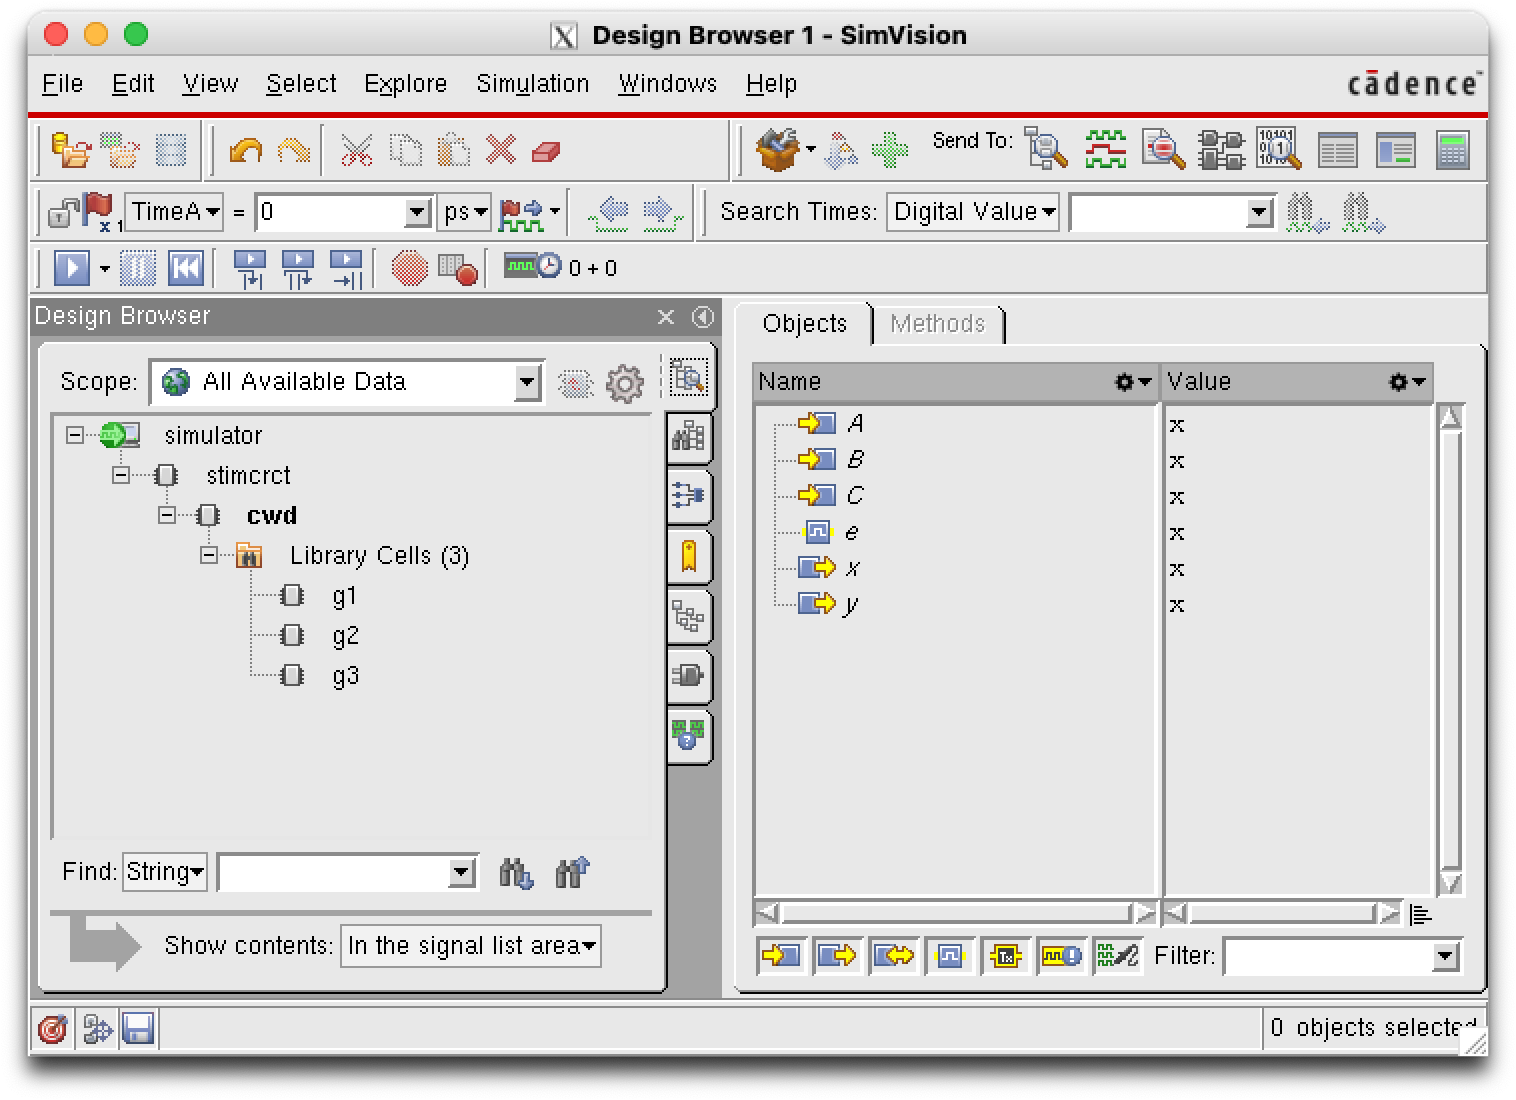 Design Browser 1 - SimVision
File Edit View Select Explore Simulation Windows Help cādence™
Send To:
TimeA = 0 ps Search Times: Digital Value
0 + 0
Design Browser
Objects Methods
Scope: All Available Data
Name Value
simulator
stimcrct
cwd
Library Cells (3)
g1
g2
g3
A x
B x
C x
e x
x x
y x
Find: String
Show contents: In the signal list area
Filter:
0 objects selected